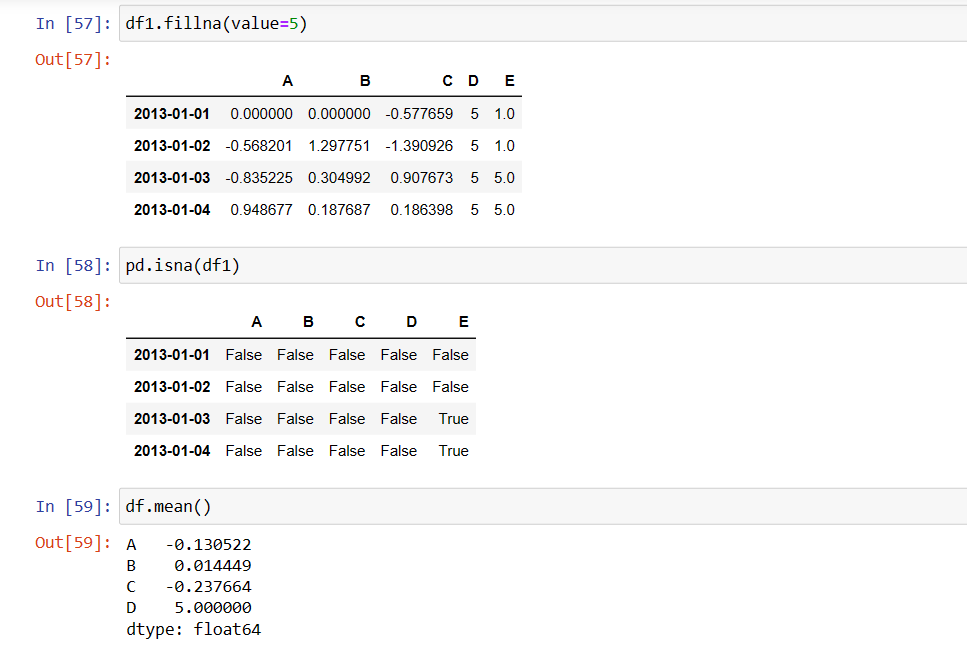 In [57]: df1.fillna(value=5)
Out[57]:
A B C D E
2013-01-01 0.000000 0.000000 -0.577659 5 1.0
2013-01-02 -0.568201 1.297751 -1.390926 5 1.0
2013-01-03 -0.835225 0.304992 0.907673 5 5.0
2013-01-04 0.948677 0.187687 0.186398 5 5.0
In [58]: pd.isna(df1)
Out[58]:
A B C D E
2013-01-01 False False False False False
2013-01-02 False False False False False
2013-01-03 False False False False True
2013-01-04 False False False False True
In [59]: df.mean()
Out[59]: A -0.130522
B 0.014449
C -0.237664
D 5.000000
dtype: float64